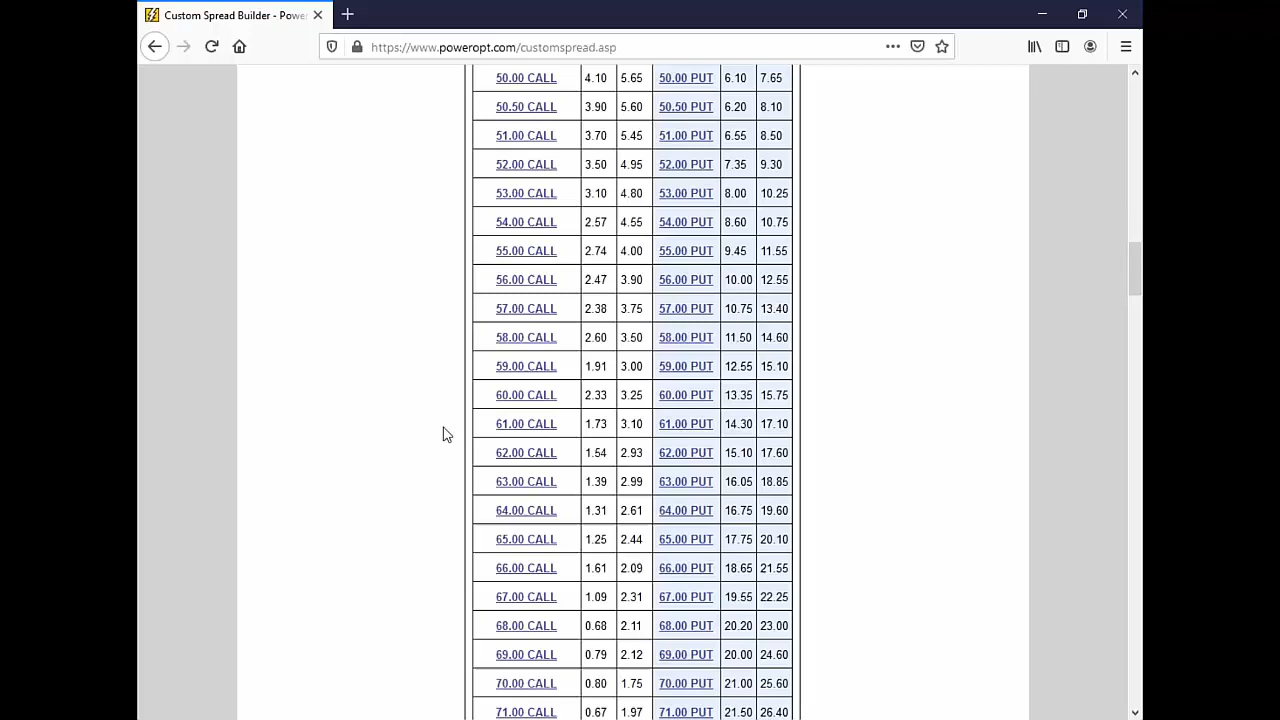 Custom Spread Builder - Powe
https://www.poweropt.com/customspread.asp
50.00 CALL 4.10 5.65 50.00 PUT 6.10 7.65
50.50 CALL 3.90 5.60 50.50 PUT 6.20 8.10
51.00 CALL 3.70 5.45 51.00 PUT 6.55 8.50
52.00 CALL 3.50 4.95 52.00 PUT 7.35 9.30
53.00 CALL 3.10 4.80 53.00 PUT 8.00 10.25
54.00 CALL 2.57 4.55 54.00 PUT 8.60 10.75
55.00 CALL 2.74 4.00 55.00 PUT 9.45 11.55
56.00 CALL 2.47 3.90 56.00 PUT 10.00 12.55
57.00 CALL 2.38 3.75 57.00 PUT 10.75 13.40
58.00 CALL 2.60 3.50 58.00 PUT 11.50 14.60
59.00 CALL 1.91 3.00 59.00 PUT 12.55 15.10
60.00 CALL 2.33 3.25 60.00 PUT 13.35 15.75
61.00 CALL 1.73 3.10 61.00 PUT 14.30 17.10
62.00 CALL 1.54 2.93 62.00 PUT 15.10 17.60
63.00 CALL 1.39 2.99 63.00 PUT 16.05 18.85
64.00 CALL 1.31 2.61 64.00 PUT 16.75 19.60
65.00 CALL 1.25 2.44 65.00 PUT 17.75 20.10
66.00 CALL 1.61 2.09 66.00 PUT 18.65 21.55
67.00 CALL 1.09 2.31 67.00 PUT 19.55 22.25
68.00 CALL 0.68 2.11 68.00 PUT 20.20 23.00
69.00 CALL 0.79 2.12 69.00 PUT 20.00 24.60
70.00 CALL 0.80 1.75 70.00 PUT 21.00 25.60
71.00 CALL 0.67 1.97 71.00 PUT 21.50 26.40